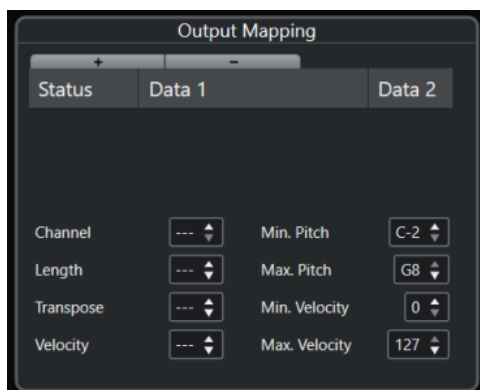 Output Mapping
+ −
Status Data 1 Data 2
Channel --- Min. Pitch C-2
Length --- Max. Pitch G8
Transpose --- Min. Velocity 0
Velocity --- Max. Velocity 127